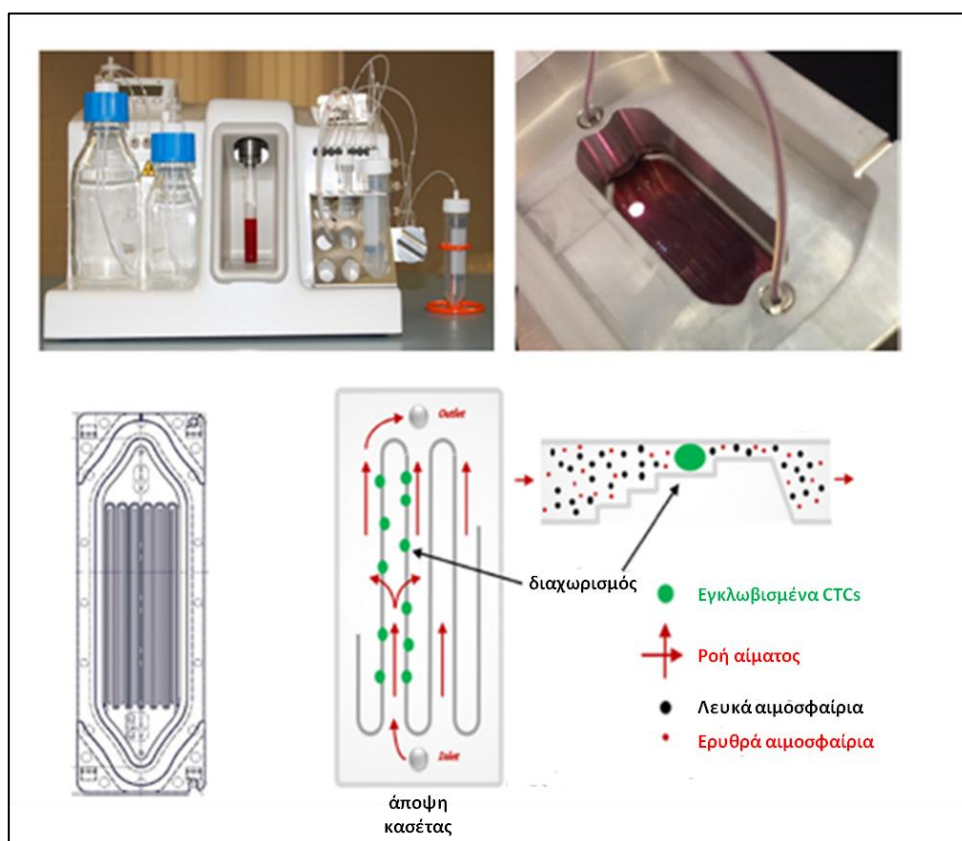 Outlet
διαχωρισμός
Εγκλωβισμένα CTCs
Ροή αίματος
Λευκά αιμοσφαίρια
Ερυθρά αιμοσφαίρια
Inlet
άποψη
κασέτας